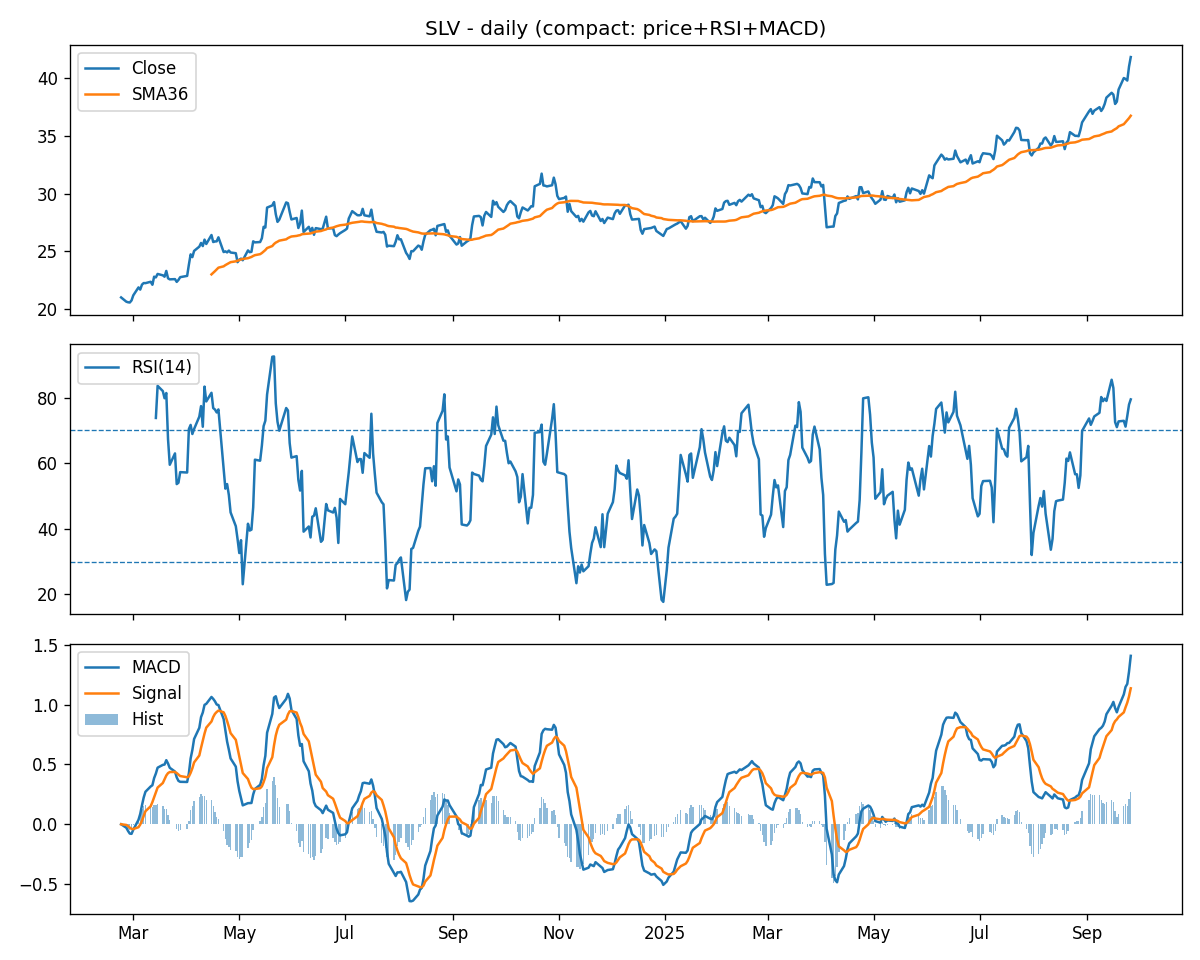 SLV - daily (compact: price+RSI+MACD)
Close
SMA36
40
35
30
25
20
RSI(14)
80
60
40
20
MACD
Signal
Hist
1.5
1.0
0.5
0.0
−0.5
Mar May Jul Sep Nov 2025 Mar May Jul Sep